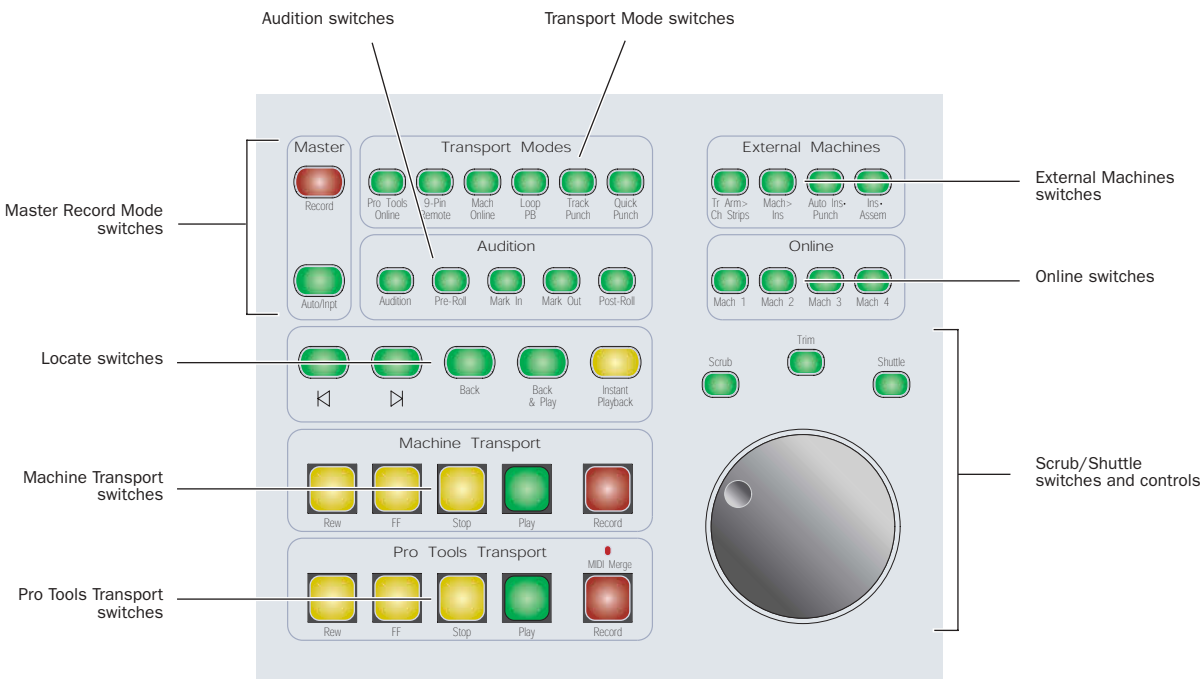 Audition switches
Transport Mode switches
Master
Transport Modes
External Machines
Record
Pro Tools
Online
9-Pin
Remote
Mach
Online
Loop
PB
Track
Punch
Quick
Punch
Tr Arm>
Ch Strips
Mach>
Ins
Auto Ins•
Punch
Ins•
Assem
External Machines
switches
Master Record Mode
switches
Audition
Online
Auto/Inpt
Audition
Pre-Roll
Mark In
Mark Out
Post-Roll
Mach 1
Mach 2
Mach 3
Mach 4
Online switches
Locate switches
Back
Back
& Play
Instant
Playback
Scrub
Trim
Shuttle
Machine Transport
Machine Transport
switches
Rew
FF
Stop
Play
Record
Scrub/Shuttle
switches and controls
Pro Tools Transport
MIDI Merge
Pro Tools Transport
switches
Rew
FF
Stop
Play
Record